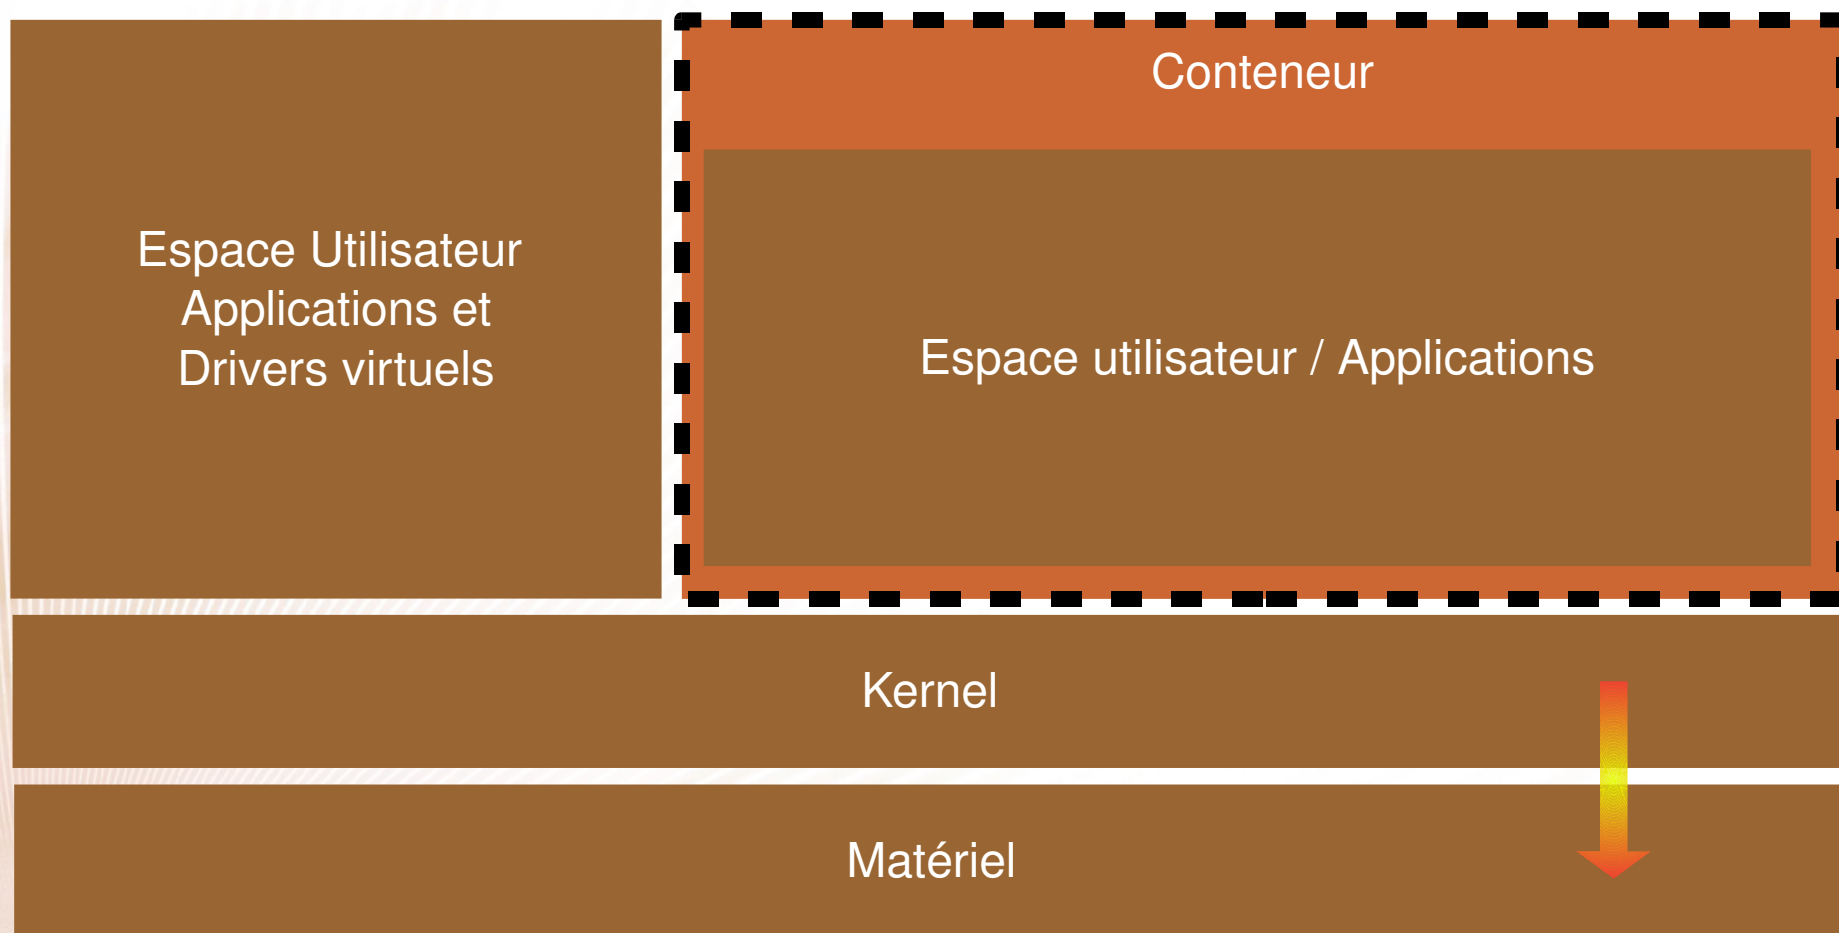 Conteneur
Espace Utilisateur
Applications et
Drivers virtuels
Espace utilisateur / Applications
Kernel
Matériel